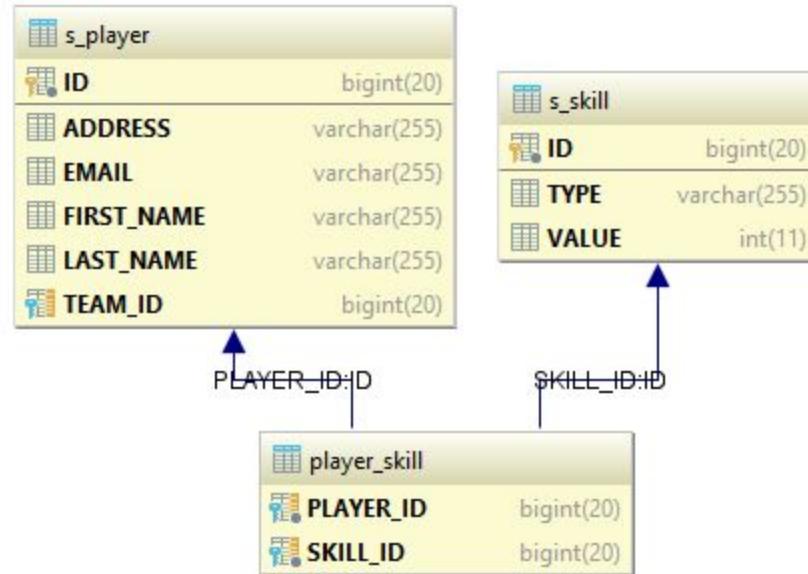 s_player
ID bigint(20)
ADDRESS varchar(255)
EMAIL varchar(255)
FIRST_NAME varchar(255)
LAST_NAME varchar(255)
TEAM_ID bigint(20)
s_skill
ID bigint(20)
TYPE varchar(255)
VALUE int(11)
PLAYER_ID:ID
SKILL_ID:ID
player_skill
PLAYER_ID bigint(20)
SKILL_ID bigint(20)